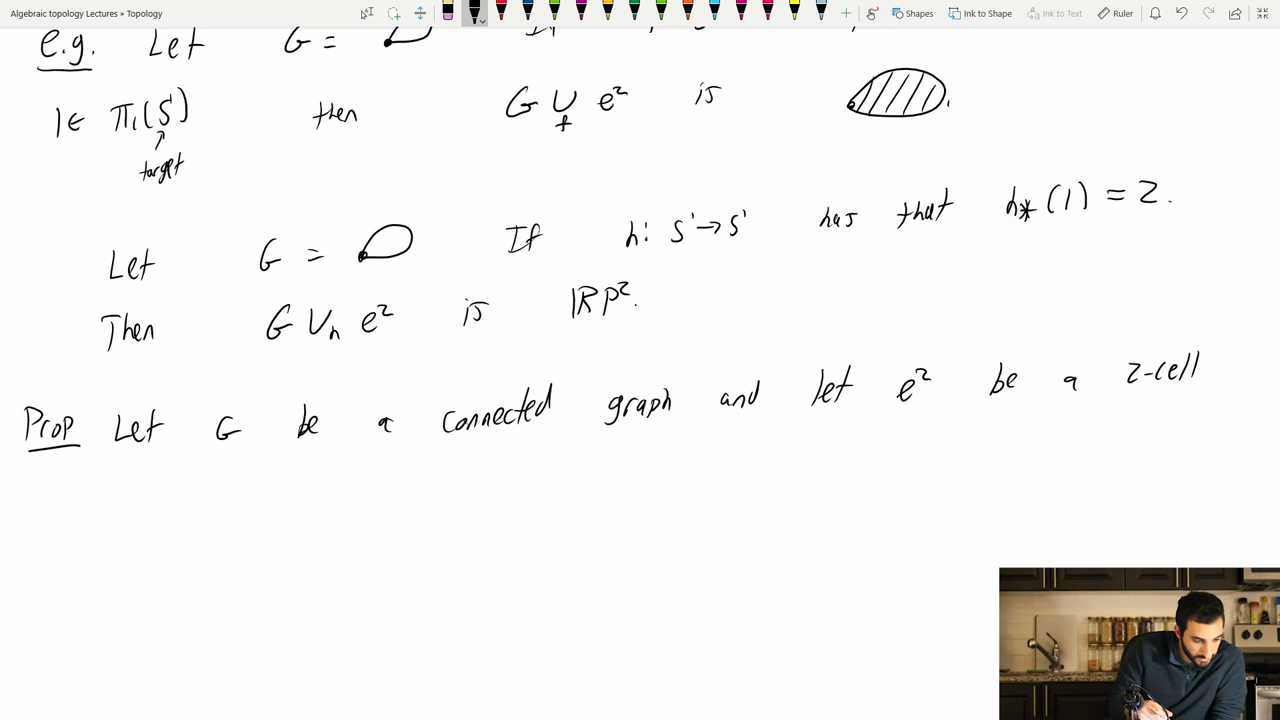 Algebraic topology Lectures » Topology
Shapes Ink to Shape Ink to Text Ruler
e.g. Let G =
1 ∈ π₁(S¹) then G ∪ e² is
f
target
Let G = If h: S¹→S¹ has that h*(1) = 2.
Then G ∪ₕ e² is ℝP².
Prop Let G be a connected graph and let e² be a 2-cell